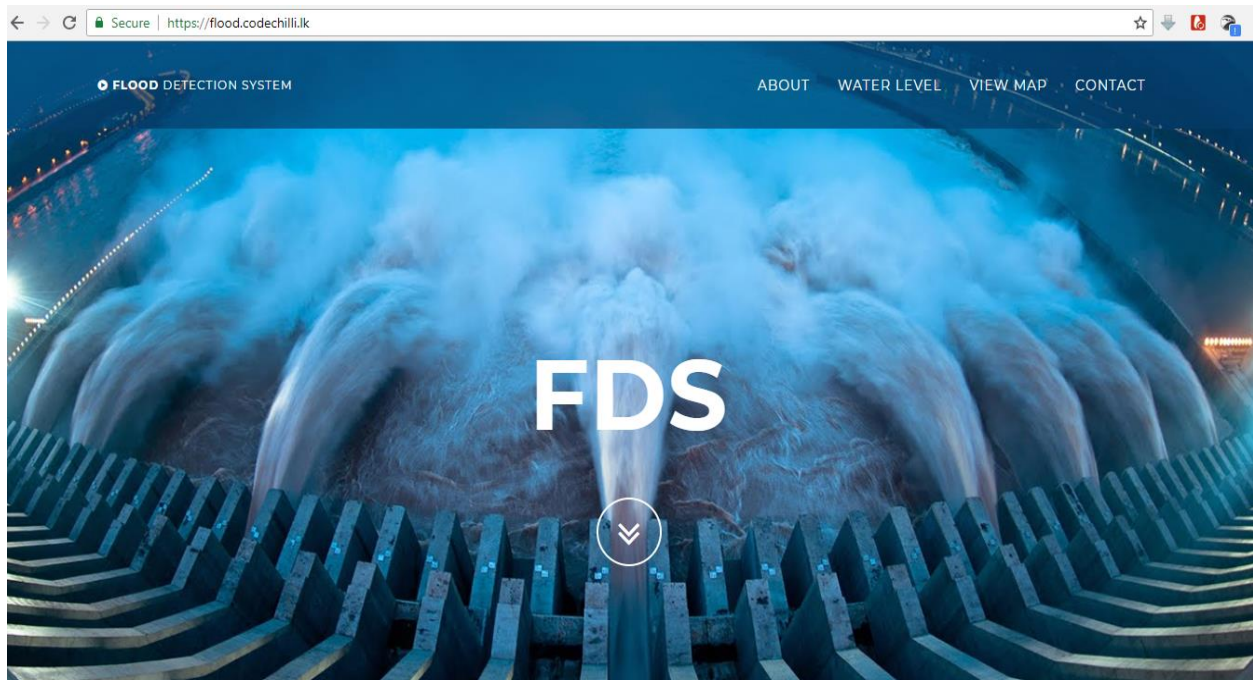 Secure | https://flood.codechilli.lk
FLOOD DETECTION SYSTEM
ABOUT WATER LEVEL VIEW MAP CONTACT
FDS